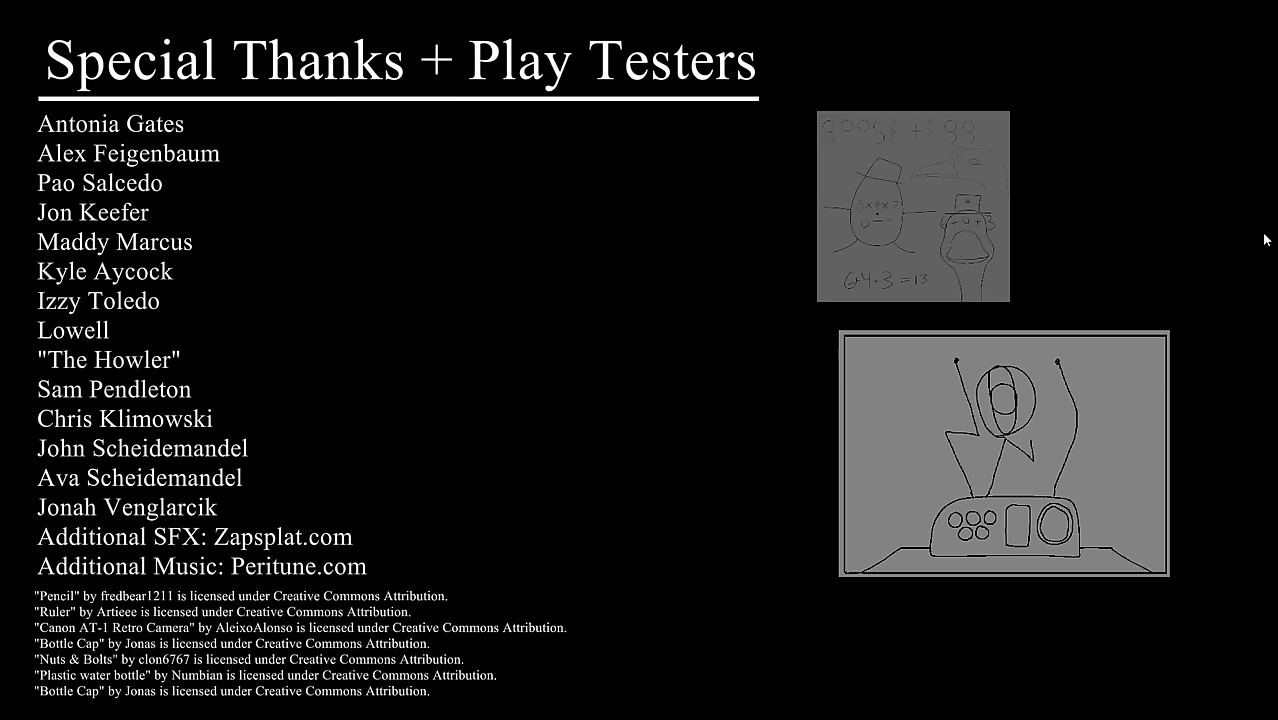 Special Thanks + Play Testers
Antonia Gates
Alex Feigenbaum
Pao Salcedo
Jon Keefer
Maddy Marcus
Kyle Aycock
Izzy Toledo
Lowell
"The Howler"
Sam Pendleton
Chris Klimowski
John Scheidemandel
Ava Scheidemandel
Jonah Venglarcik
Additional SFX: Zapsplat.com
Additional Music: Peritune.com
"Pencil" by fredbear1211 is licensed under Creative Commons Attribution.
"Ruler" by Artieee is licensed under Creative Commons Attribution.
"Canon AT-1 Retro Camera" by AleixoAlonso is licensed under Creative Commons Attribution.
"Bottle Cap" by Jonas is licensed under Creative Commons Attribution.
"Nuts & Bolts" by clon6767 is licensed under Creative Commons Attribution.
"Plastic water bottle" by Numbian is licensed under Creative Commons Attribution.
"Bottle Cap" by Jonas is licensed under Creative Commons Attribution.
6+4+3=13